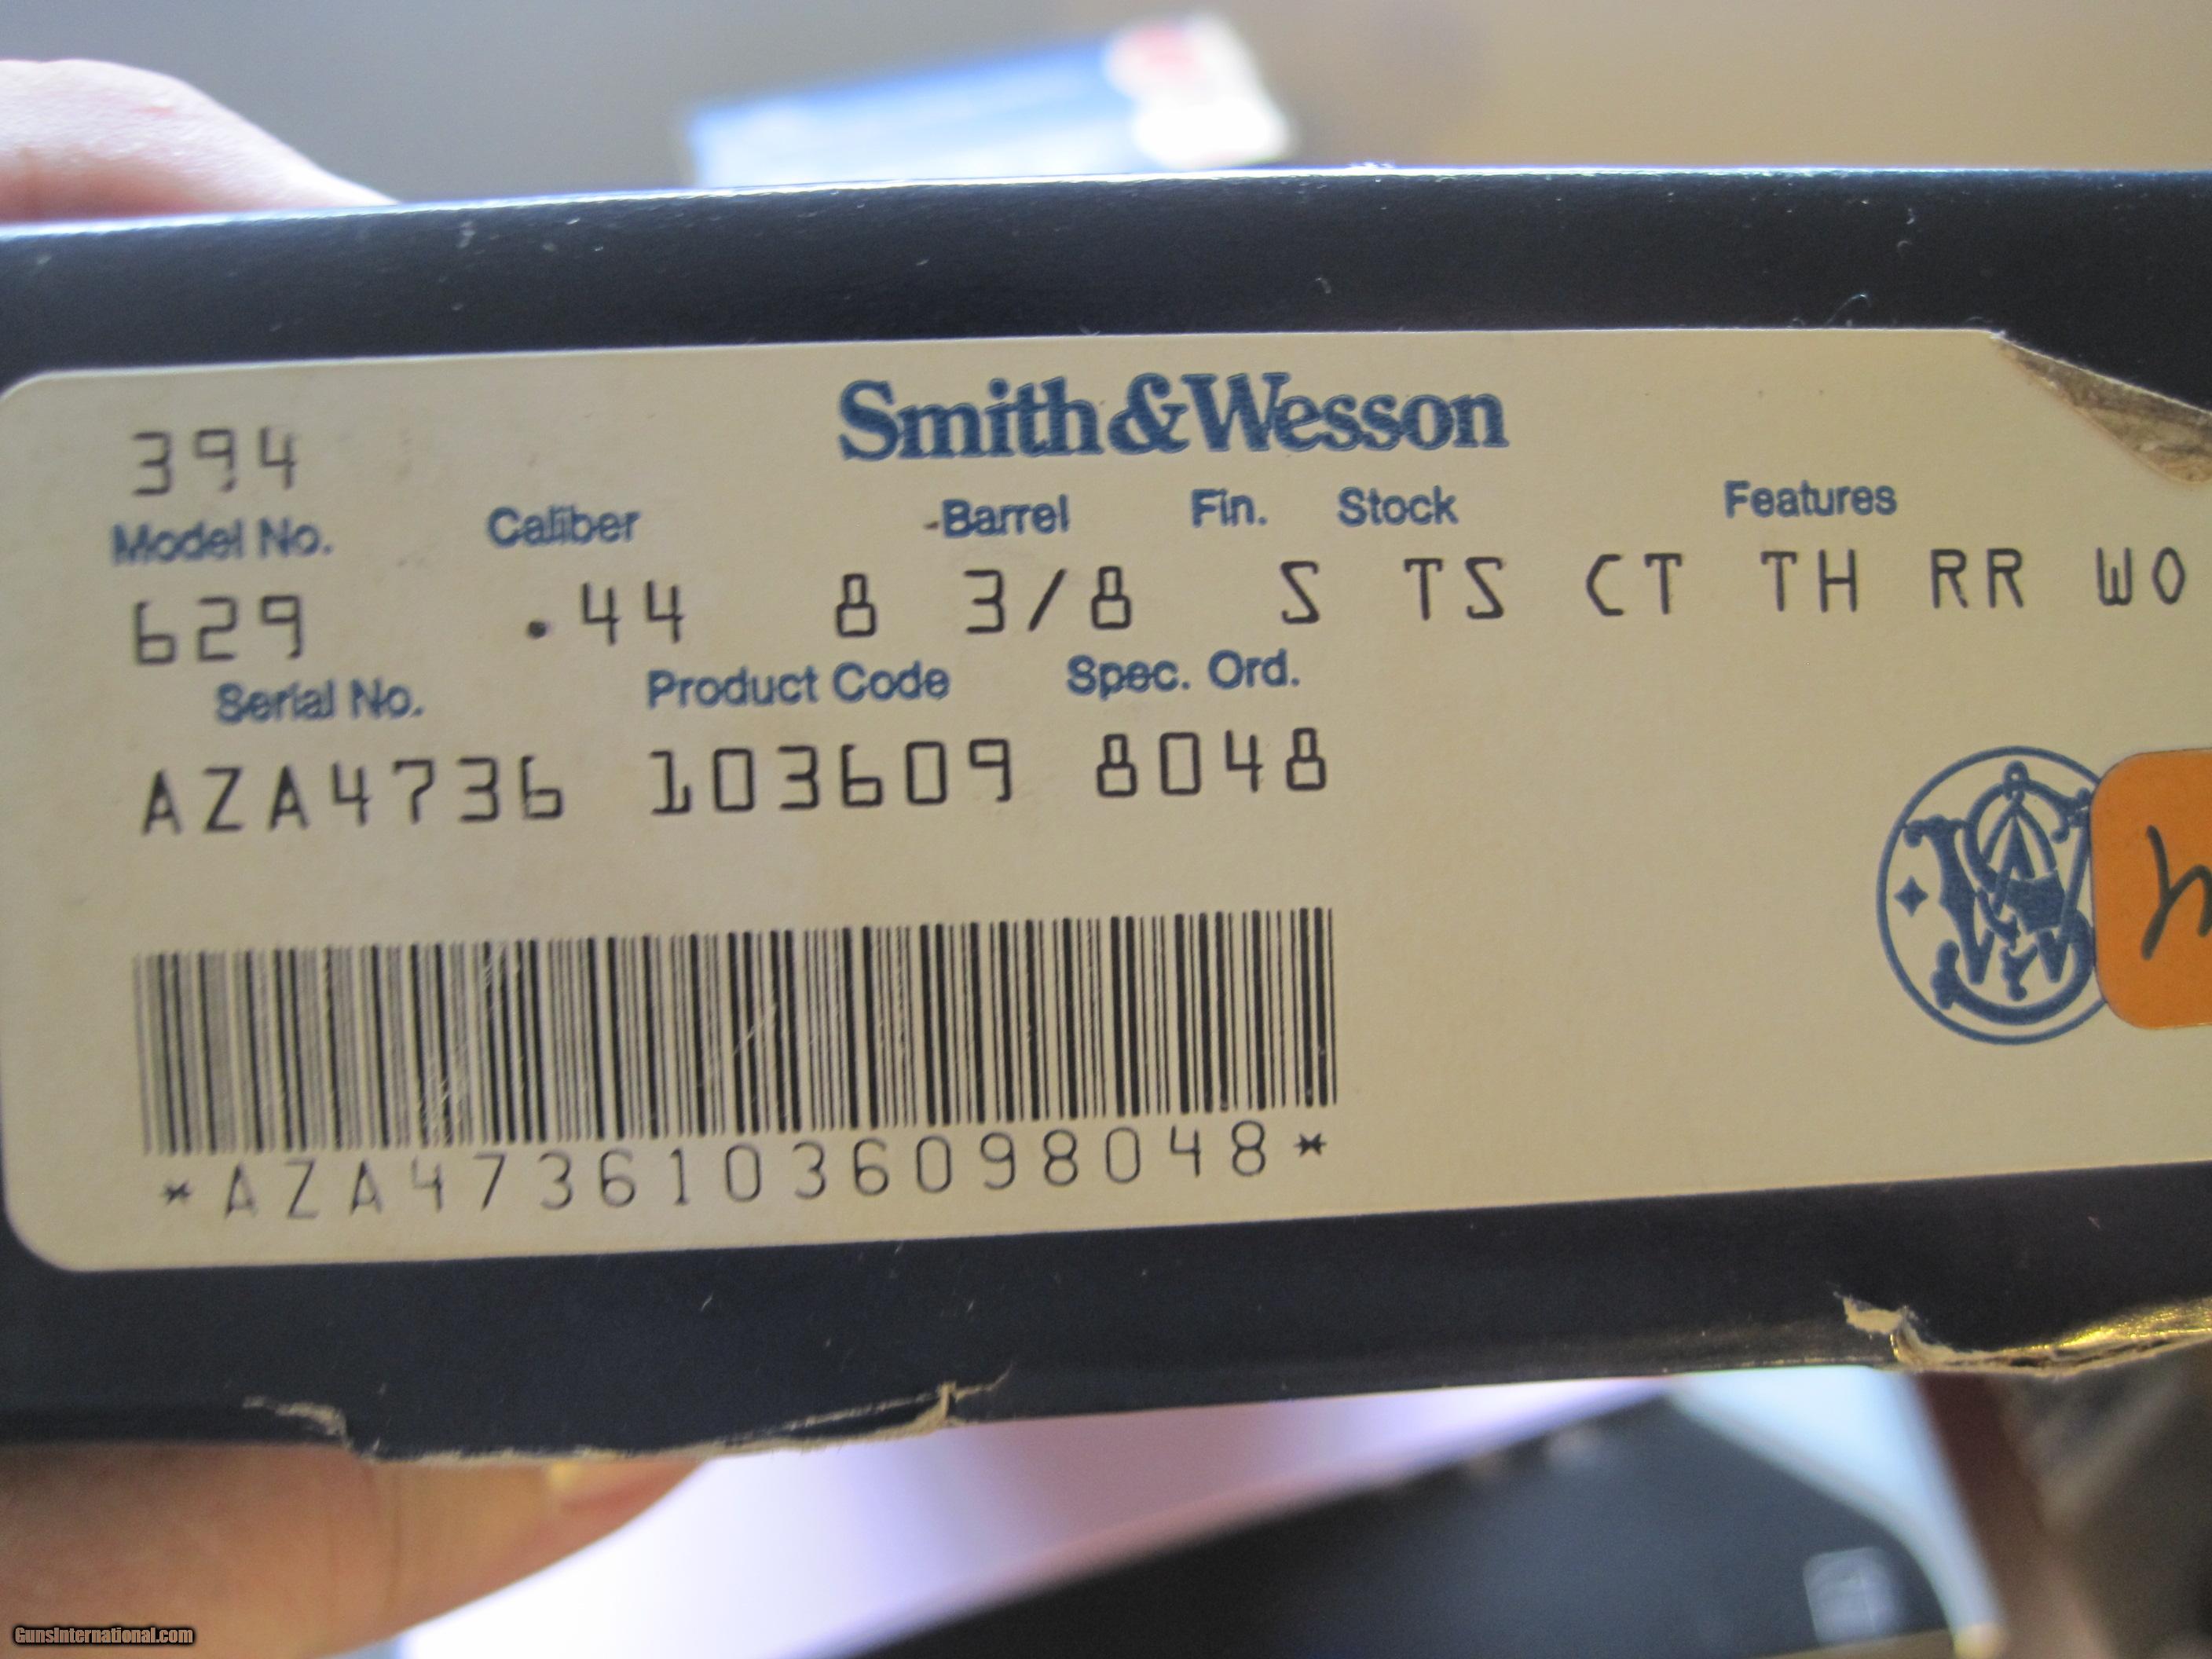 Smith&Wesson
394
Model No. Caliber -Barrel Fin. Stock Features
629 .44 8 3/8 S TS CT TH RR WO
Serial No. Product Code Spec. Ord.
AZA4736 103609 8048
*AZA47361036098048*
GunsInternational.com